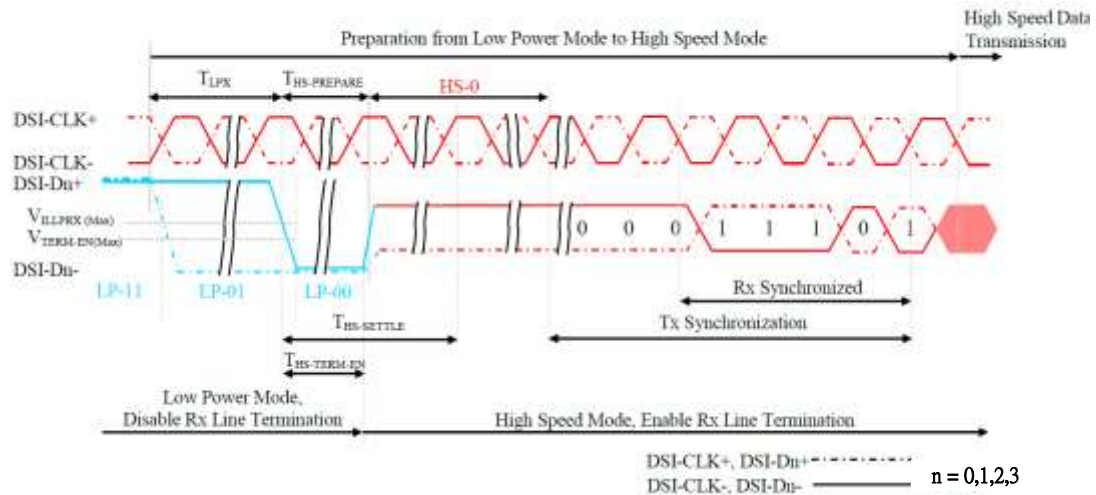 High Speed Data
Transmission
Preparation from Low Power Mode to High Speed Mode
TLPX
THS-PREPARE
HS-0
DSI-CLK+
DSI-CLK-
DSI-Dn+
VILLPRX (Max)
VTERM-EN(Max)
DSI-Dn-
0 0 0 1 1 1 0 1
LP-11
LP-01
LP-00
Rx Synchronized
THS-SETTLE
Tx Synchronization
THS-TERM-EN
Low Power Mode,
Disable Rx Line Termination
High Speed Mode, Enable Rx Line Termination
DSI-CLK+, DSI-Dn+
DSI-CLK-, DSI-Dn-
n = 0,1,2,3